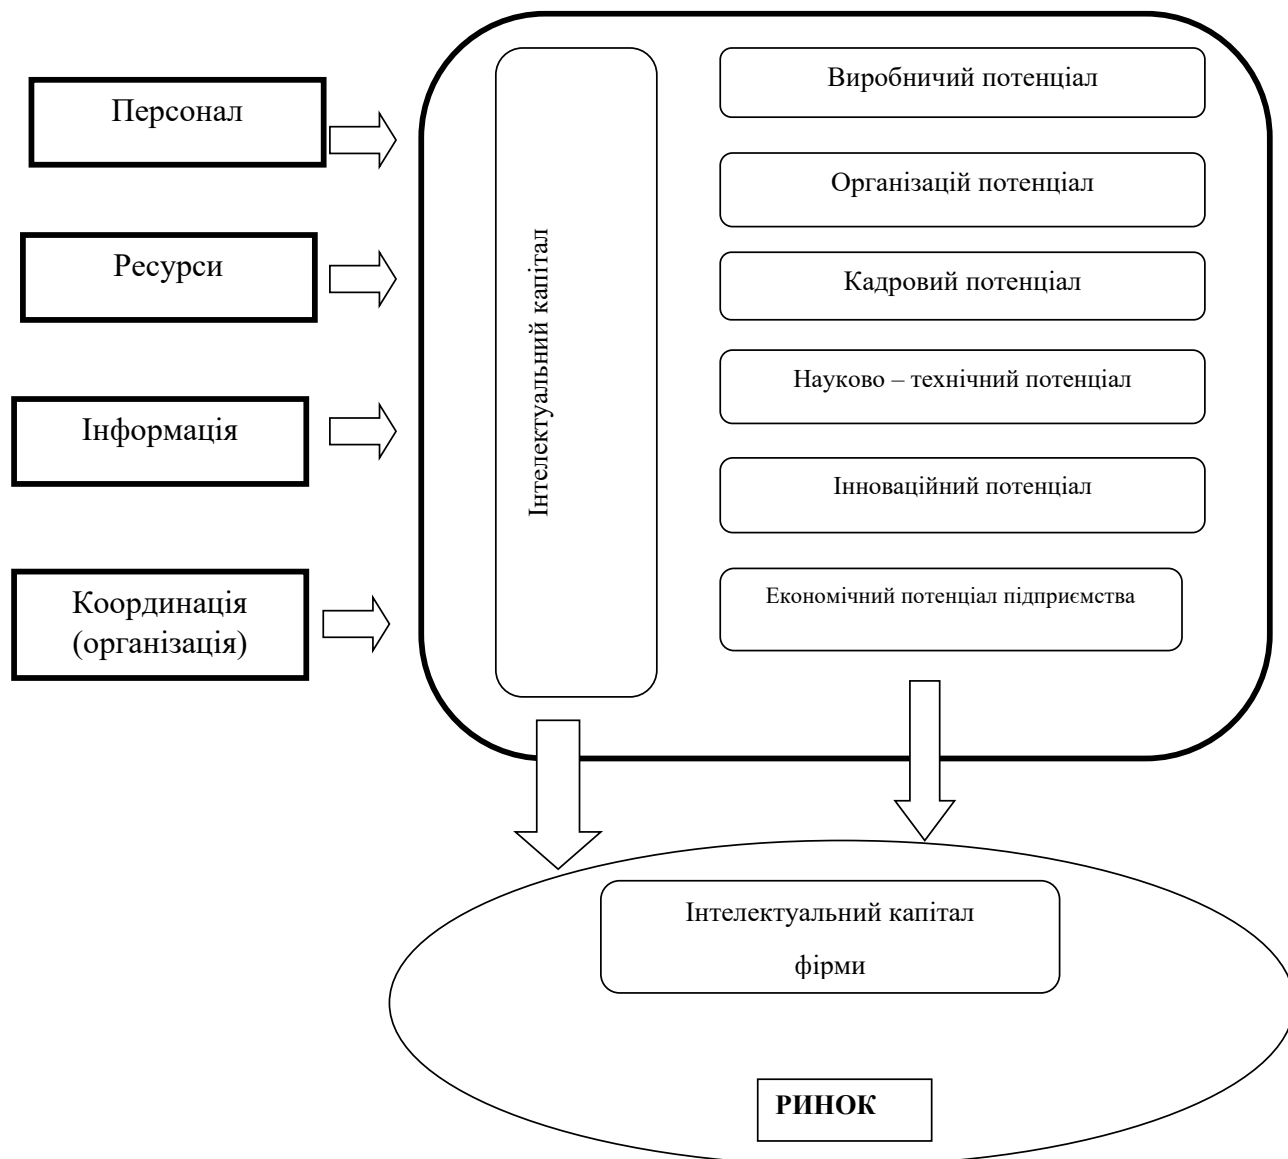 Персонал
Ресурси
Інформація
Координація
(організація)
Інтелектуальний капітал
Виробничий потенціал
Організацій потенціал
Кадровий потенціал
Науково – технічний потенціал
Інноваційний потенціал
Економічний потенціал підприємства
Інтелектуальний капітал
фірми
РИНОК